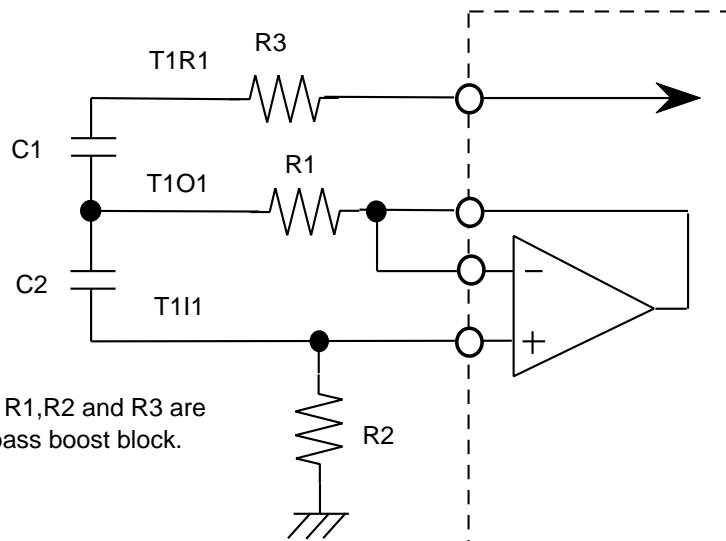 R3
T1R1
C1
R1
T1O1
C2
T1I1
R1,R2 and R3 are
bass boost block.
R2